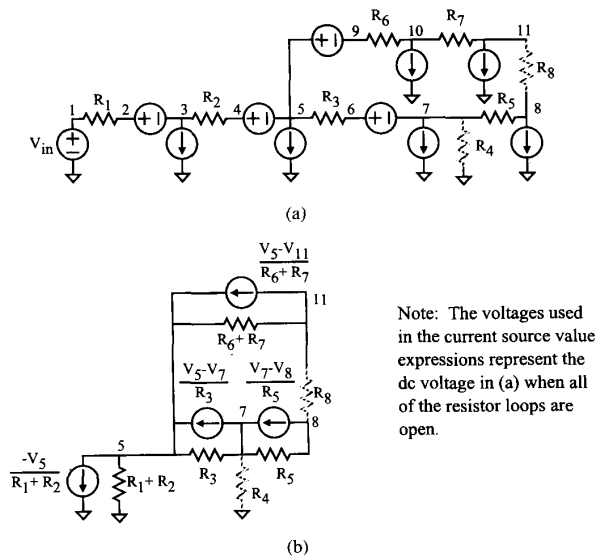 R6 R7
9 10 11
R8
1 R1 2 3 R2 4 5 R3 6 7 R5 8
Vin
R4
(a)
V5-V11
R6+ R7
11
R6+ R7
V5-V7 V7-V8
R3 R5
R8
7 8
5
-V5
R1+ R2
R1+ R2
R3 R5
R4
(b)
Note: The voltages used
in the current source value
expressions represent the
dc voltage in (a) when all
of the resistor loops are
open.